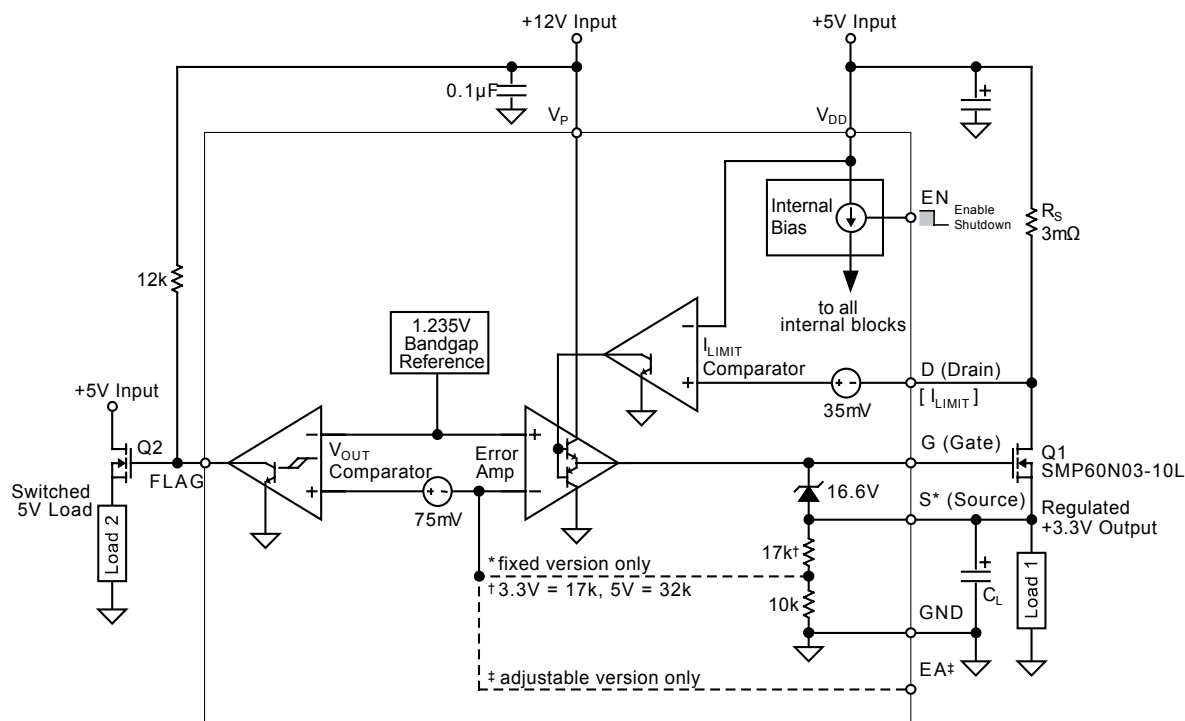 +12V Input
+5V Input
0.1µF
VP
VDD
EN
Enable
Shutdown
Internal
Bias
RS
3mΩ
12k
to all
internal blocks
1.235V
Bandgap
Reference
–
ILIMIT
Comparator
+
+ –
35mV
D (Drain)
[ ILIMIT ]
+5V Input
Q2
FLAG
Switched
5V Load
Load 2
–
VOUT
Comparator
+
+ –
75mV
+
Error
Amp
–
G (Gate)
Q1
SMP60N03-10L
16.6V
S* (Source)
Regulated
+3.3V Output
17k†
* fixed version only
† 3.3V = 17k, 5V = 32k
10k
+
CL
Load 1
GND
‡ adjustable version only
EA‡
+